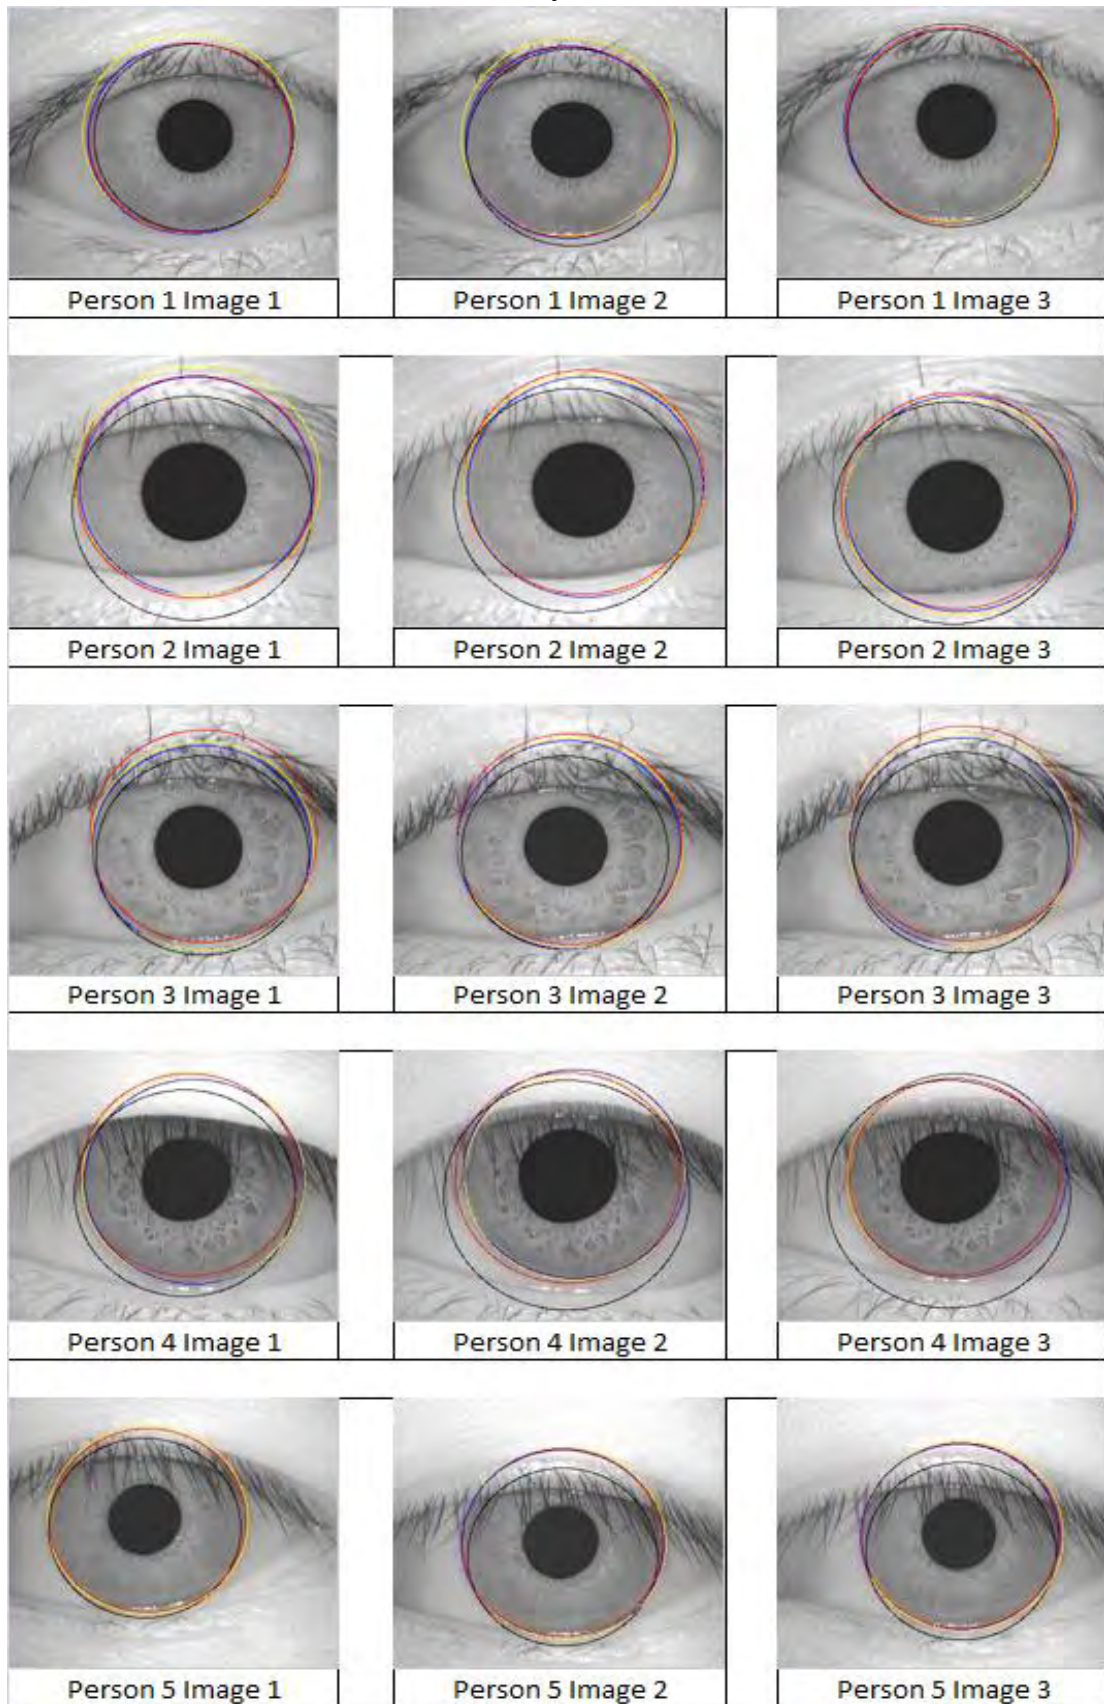 Person 1 Image 1
Person 1 Image 2
Person 1 Image 3
Person 2 Image 1
Person 2 Image 2
Person 2 Image 3
Person 3 Image 1
Person 3 Image 2
Person 3 Image 3
Person 4 Image 1
Person 4 Image 2
Person 4 Image 3
Person 5 Image 1
Person 5 Image 2
Person 5 Image 3